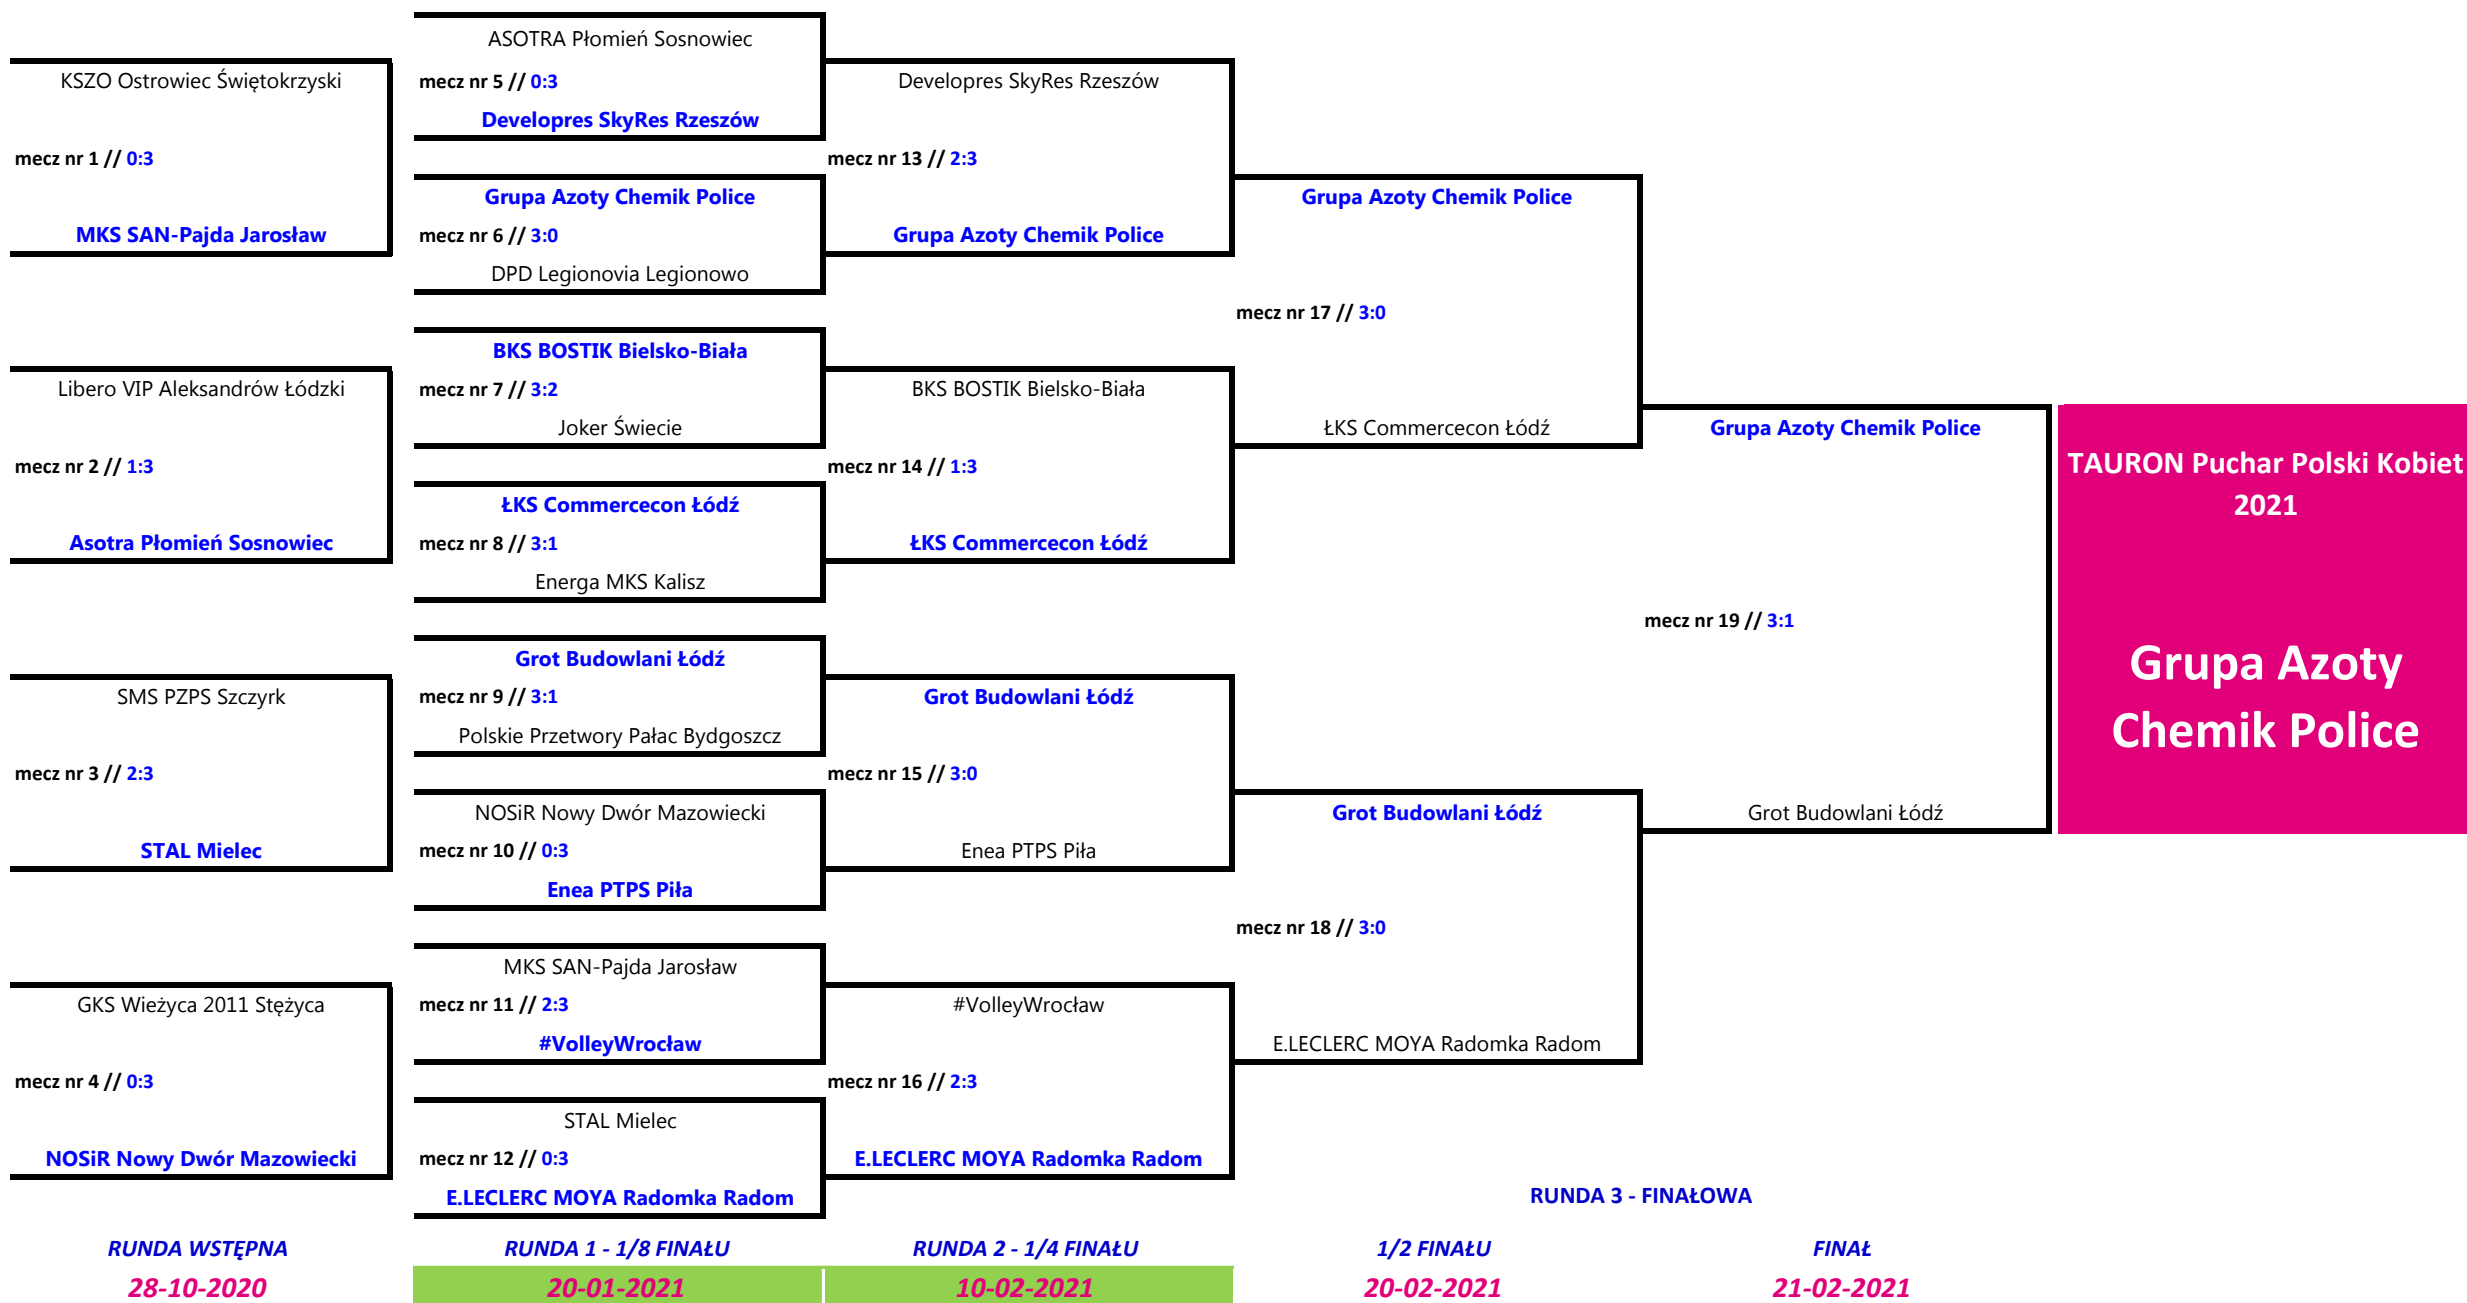 KSZO Ostrowiec Świętokrzyski
mecz nr 1 // 0:3
MKS SAN-Pajda Jarosław
Libero VIP Aleksandrów Łódzki
mecz nr 2 // 1:3
Asotra Płomień Sosnowiec
SMS PZPS Szczyrk
mecz nr 3 // 2:3
STAL Mielec
GKS Wieżyca 2011 Stężyca
mecz nr 4 // 0:3
NOSiR Nowy Dwór Mazowiecki
RUNDA WSTĘPNA
28-10-2020
ASOTRA Płomień Sosnowiec
mecz nr 5 // 0:3
Developres SkyRes Rzeszów
Grupa Azoty Chemik Police
mecz nr 6 // 3:0
DPD Legionovia Legionowo
BKS BOSTIK Bielsko-Biała
mecz nr 7 // 3:2
Joker Świecie
ŁKS Commercecon Łódź
mecz nr 8 // 3:1
Energa MKS Kalisz
Grot Budowlani Łódź
mecz nr 9 // 3:1
Polskie Przetwory Pałac Bydgoszcz
NOSiR Nowy Dwór Mazowiecki
mecz nr 10 // 0:3
Enea PTPS Piła
MKS SAN-Pajda Jarosław
mecz nr 11 // 2:3
#VolleyWrocław
STAL Mielec
mecz nr 12 // 0:3
E.LECLERC MOYA Radomka Radom
RUNDA 1 - 1/8 FINAŁU
20-01-2021
Developres SkyRes Rzeszów
mecz nr 13 // 2:3
Grupa Azoty Chemik Police
BKS BOSTIK Bielsko-Biała
mecz nr 14 // 1:3
ŁKS Commercecon Łódź
Grot Budowlani Łódź
mecz nr 15 // 3:0
Enea PTPS Piła
#VolleyWrocław
mecz nr 16 // 2:3
E.LECLERC MOYA Radomka Radom
RUNDA 2 - 1/4 FINAŁU
10-02-2021
Grupa Azoty Chemik Police
mecz nr 17 // 3:0
ŁKS Commercecon Łódź
Grot Budowlani Łódź
mecz nr 18 // 3:0
E.LECLERC MOYA Radomka Radom
RUNDA 3 - FINAŁOWA
1/2 FINAŁU
20-02-2021
Grupa Azoty Chemik Police
mecz nr 19 // 3:1
Grot Budowlani Łódź
FINAŁ
21-02-2021
TAURON Puchar Polski Kobiet
2021
Grupa Azoty
Chemik Police